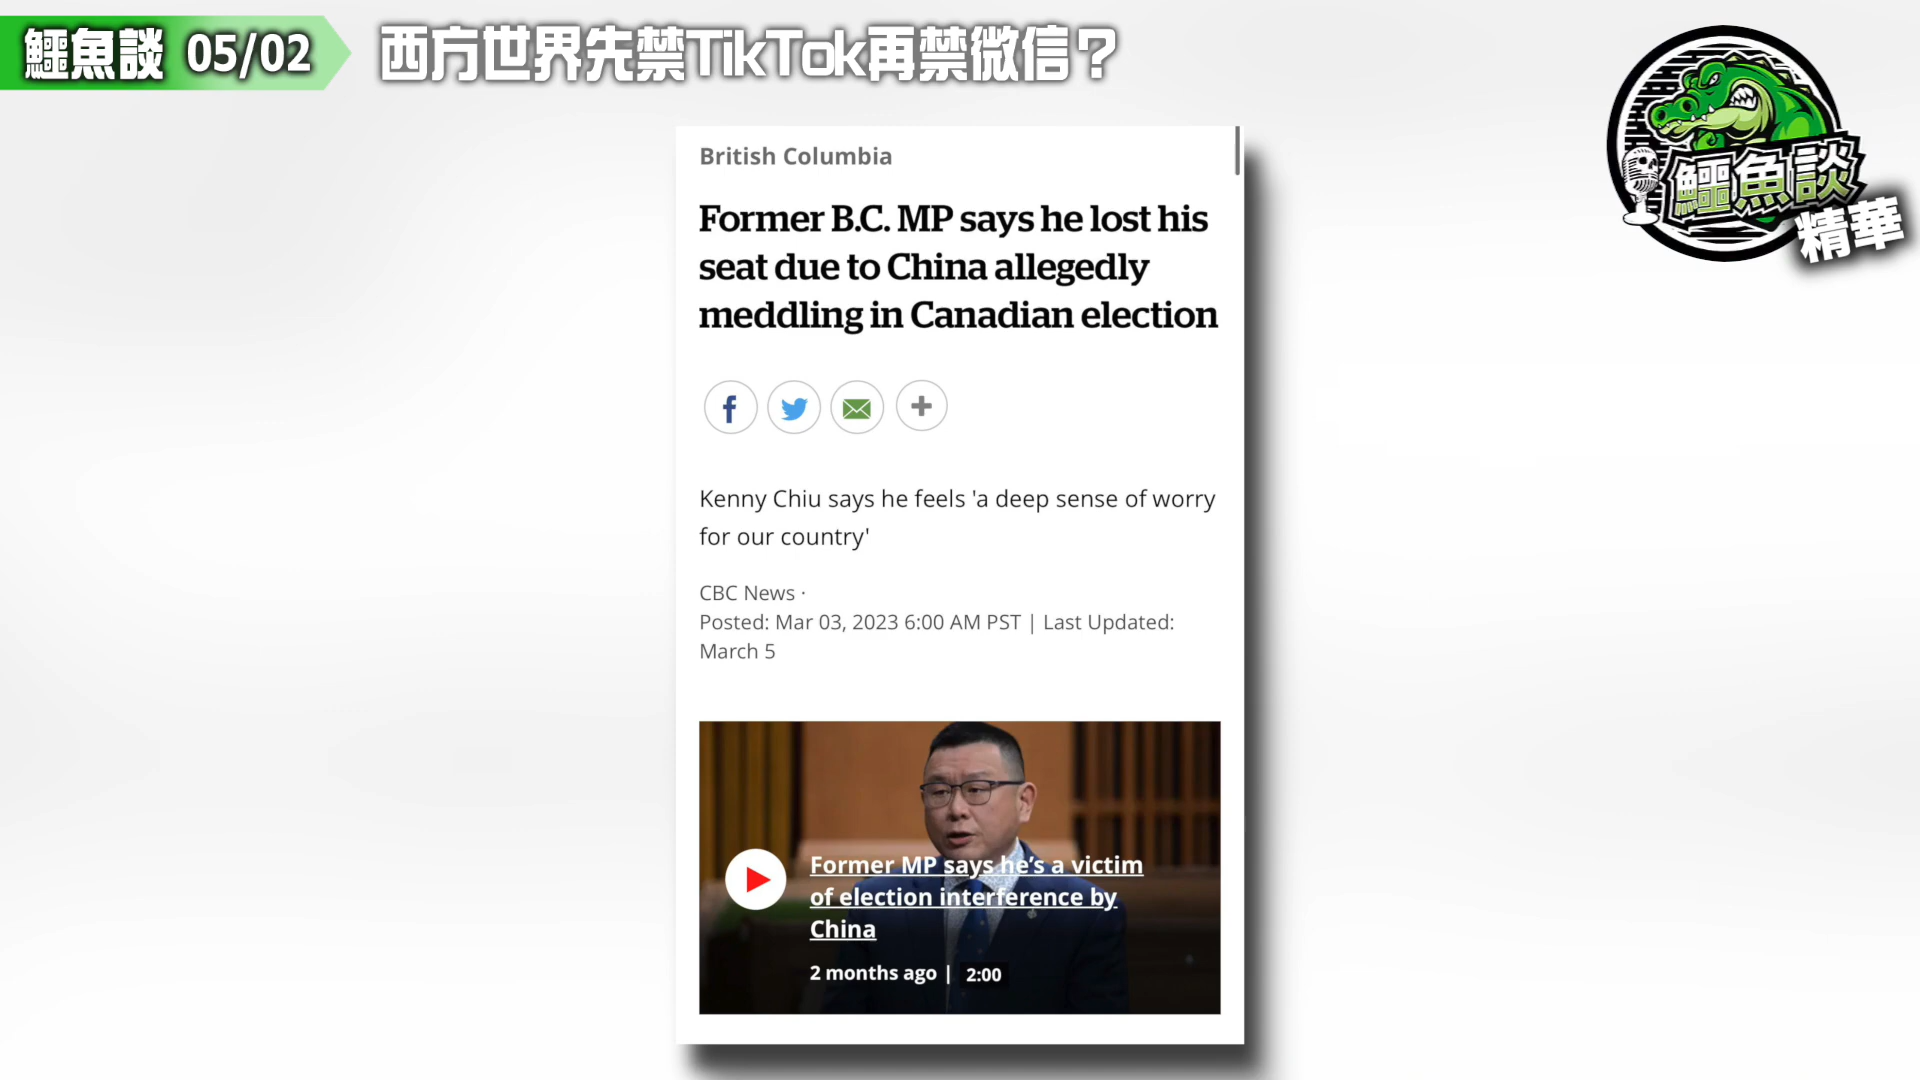 鱷魚談 05/02
西方世界先禁TikTok再禁微信？
鱷魚談
精華
British Columbia
Former B.C. MP says he lost his
seat due to China allegedly
meddling in Canadian election
Kenny Chiu says he feels 'a deep sense of worry
for our country'
CBC News ·
Posted: Mar 03, 2023 6:00 AM PST | Last Updated:
March 5
Former MP says he's a victim
of election interference by
China
2 months ago | 2:00